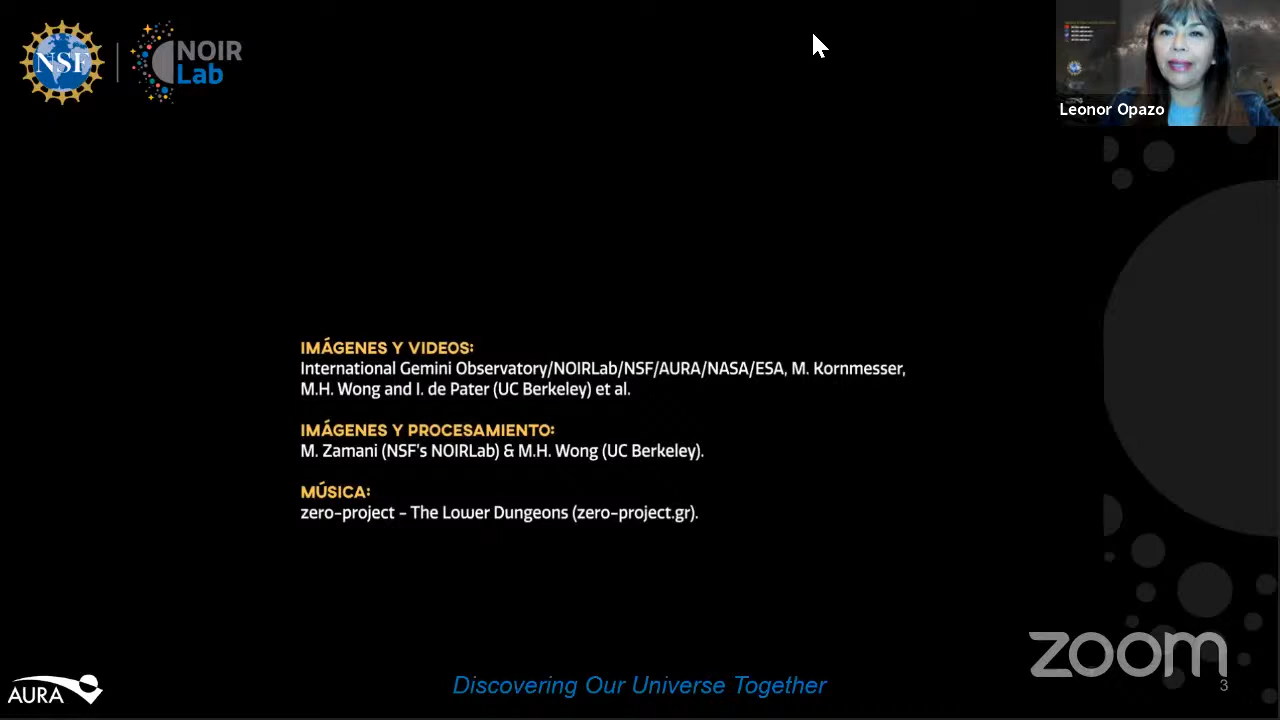 NSF
NOIR
Lab
Leonor Opazo
IMÁGENES Y VIDEOS:
International Gemini Observatory/NOIRLab/NSF/AURA/NASA/ESA, M. Kornmesser,
M.H. Wong and I. de Pater (UC Berkeley) et al.
IMÁGENES Y PROCESAMIENTO:
M. Zamani (NSF's NOIRLab) & M.H. Wong (UC Berkeley).
MÚSICA:
zero-project - The Lower Dungeons (zero-project.gr).
zoom
AURA
Discovering Our Universe Together
3